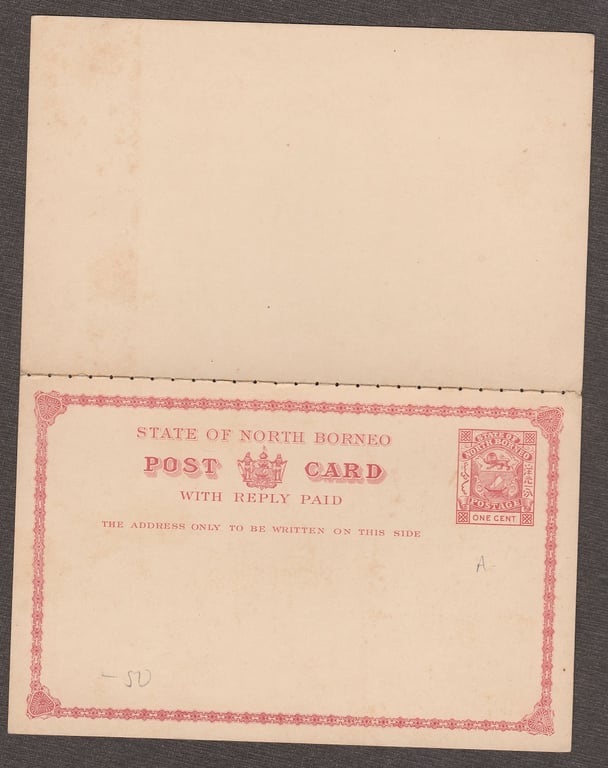 STATE OF NORTH BORNEO
POST CARD
WITH REPLY PAID
THE ADDRESS ONLY TO BE WRITTEN ON THIS SIDE
STATE OF
NORTH BORNEO
POSTAGE
ONE CENT
A
- 50